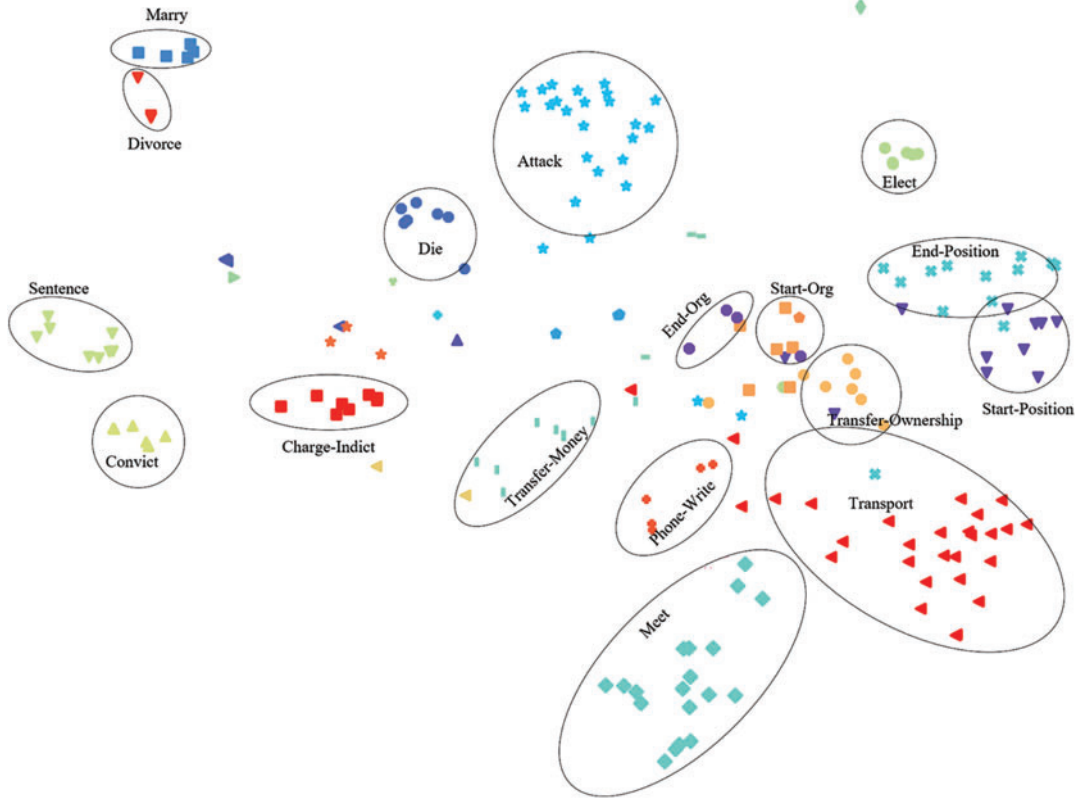 Marry
Divorce
Attack
Elect
Die
End-Position
Sentence
End-Org
Start-Org
Start-Position
Transfer-Ownership
Charge-Indict
Convict
Transfer-Money
Phone-Write
Transport
Meet